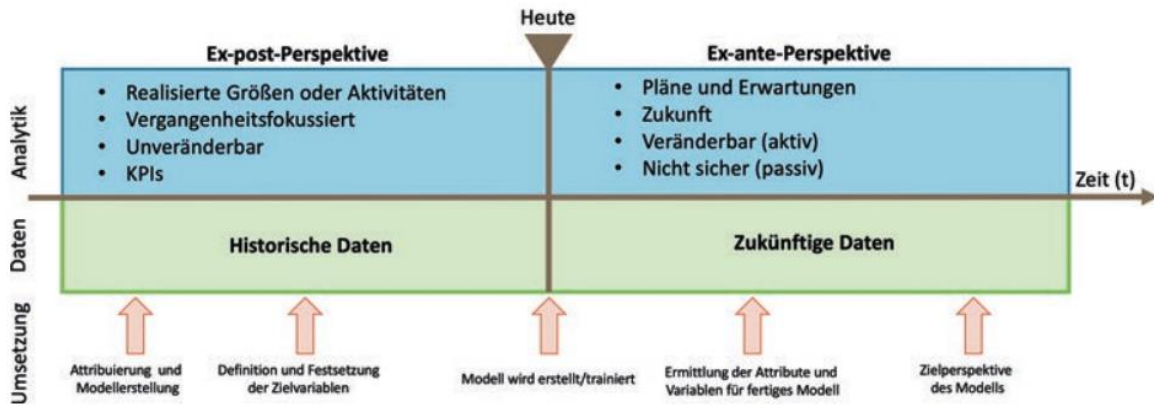 Heute
Ex-post-Perspektive
Ex-ante-Perspektive
Analytik
• Realisierte Größen oder Aktivitäten
• Vergangenheitsfokussiert
• Unveränderbar
• KPIs
• Pläne und Erwartungen
• Zukunft
• Veränderbar (aktiv)
• Nicht sicher (passiv)
Zeit (t)
Daten
Historische Daten
Zukünftige Daten
Umsetzung
Attribuierung und
Modellerstellung
Definition und Festsetzung
der Zielvariablen
Modell wird erstellt/trainiert
Ermittlung der Attribute und
Variablen für fertiges Modell
Zielperspektive
des Modells